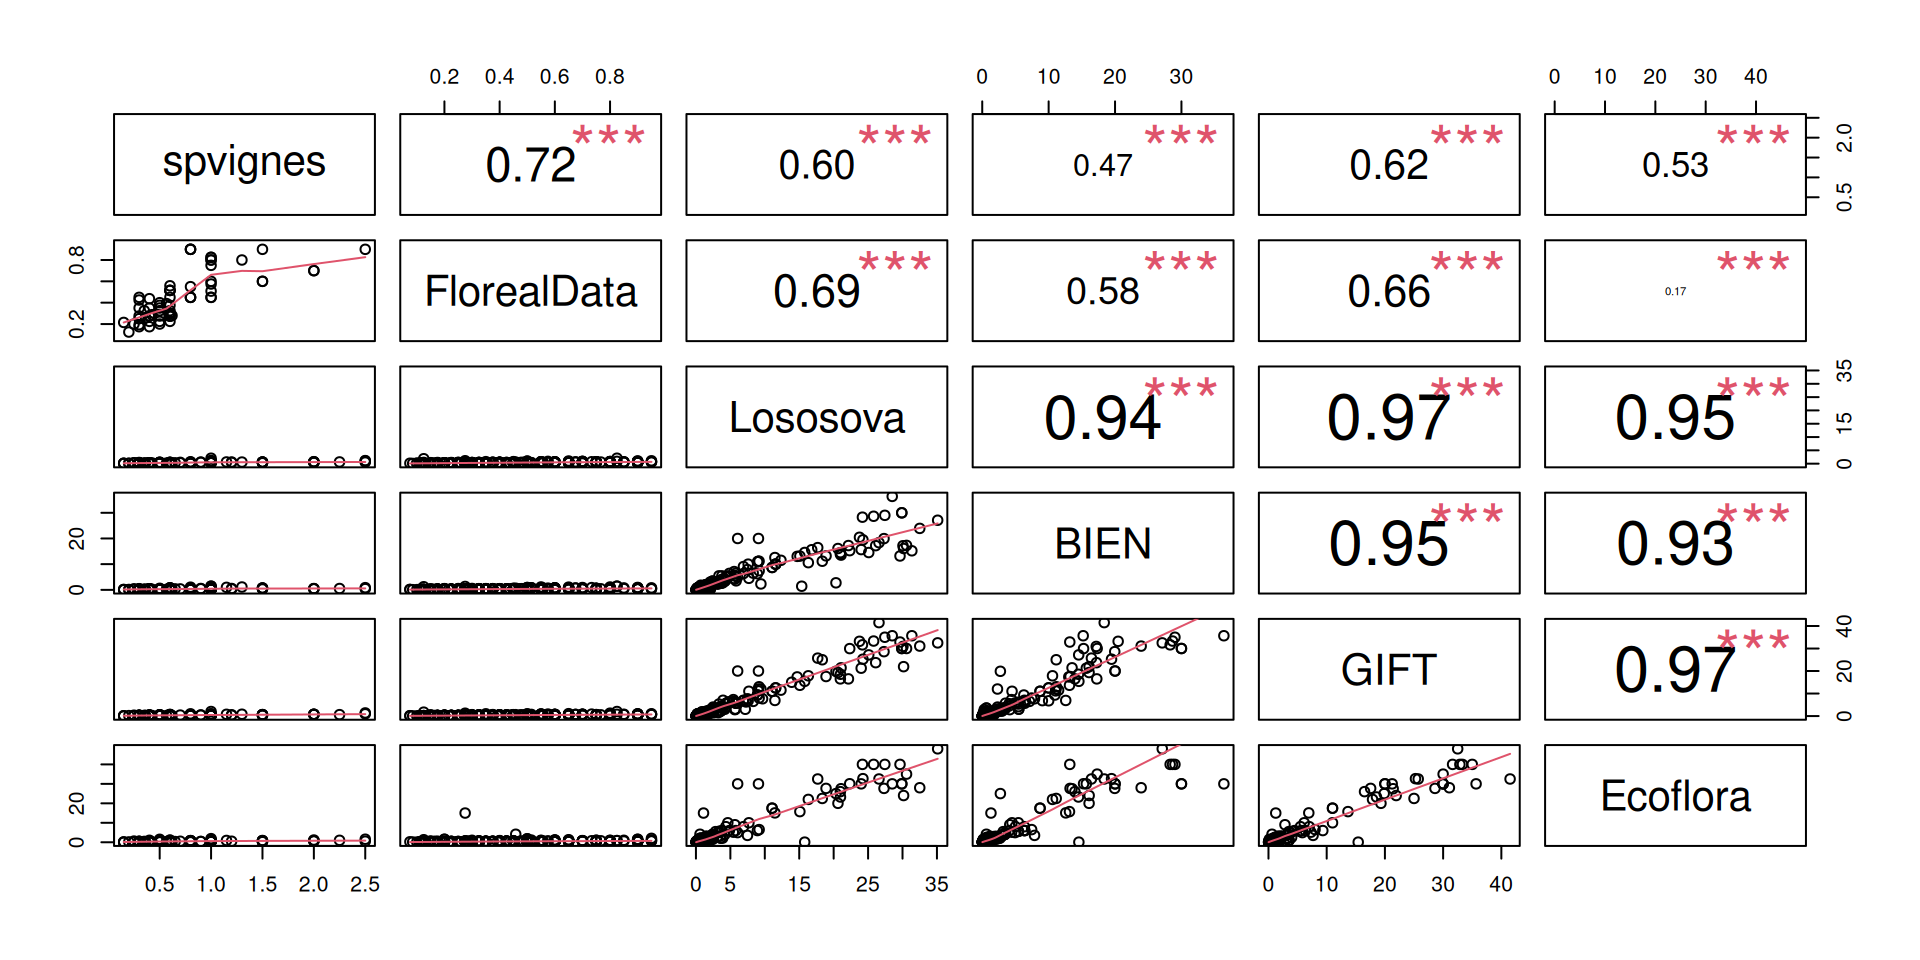 0.2 0.4 0.6 0.8 0 10 20 30 0 10 20 30 40
spvignes 0.72 *** 0.60 *** 0.47 *** 0.62 *** 0.53 *** 0.5 2.0
0.2 0.8 FlorealData 0.69 *** 0.58 *** 0.66 *** 0.17 ***
Lososova 0.94 *** 0.97 *** 0.95 *** 0 15 35
0 20 BIEN 0.95 *** 0.93 ***
GIFT 0.97 *** 0 20 40
0 20 Ecoflora
0.5 1.0 1.5 2.0 2.5 0 5 15 25 35 0 10 20 30 40